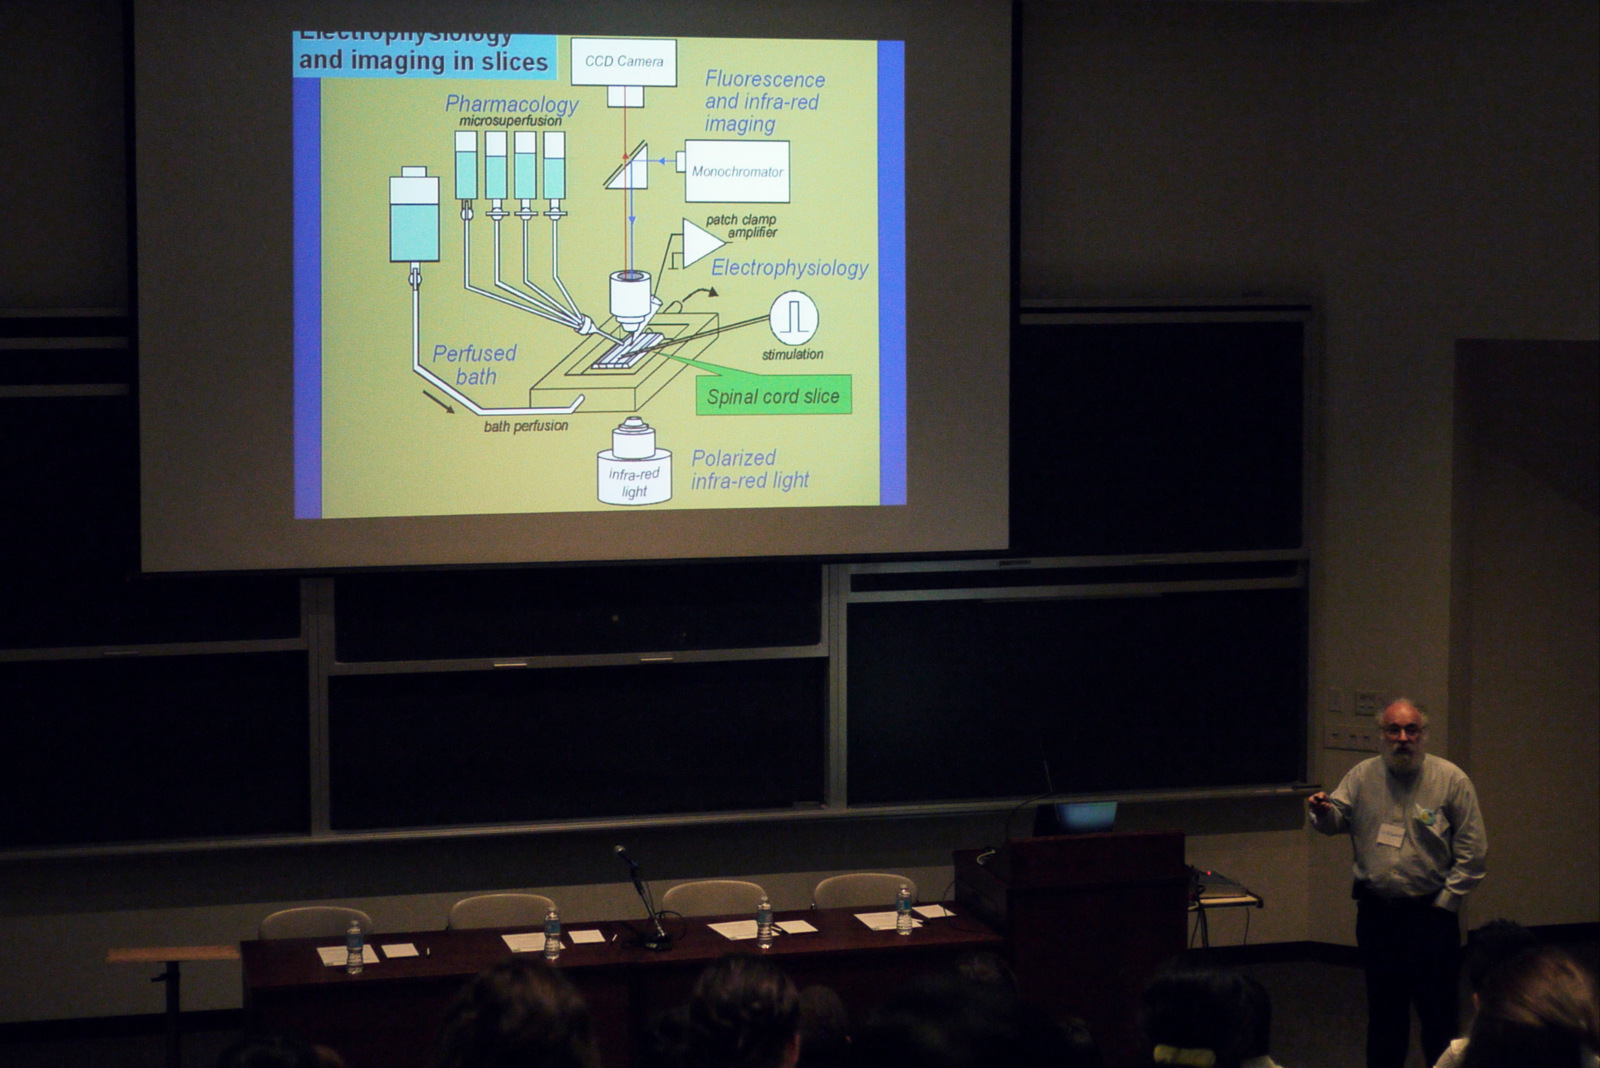 Electrophysiology
and imaging in slices
CCD Camera
Fluorescence
and infra-red
imaging
Pharmacology
microsuperfusion
Monochromator
patch clamp
amplifier
Electrophysiology
stimulation
Perfused
bath
Spinal cord slice
bath perfusion
Polarized
infra-red light
infra-red
light